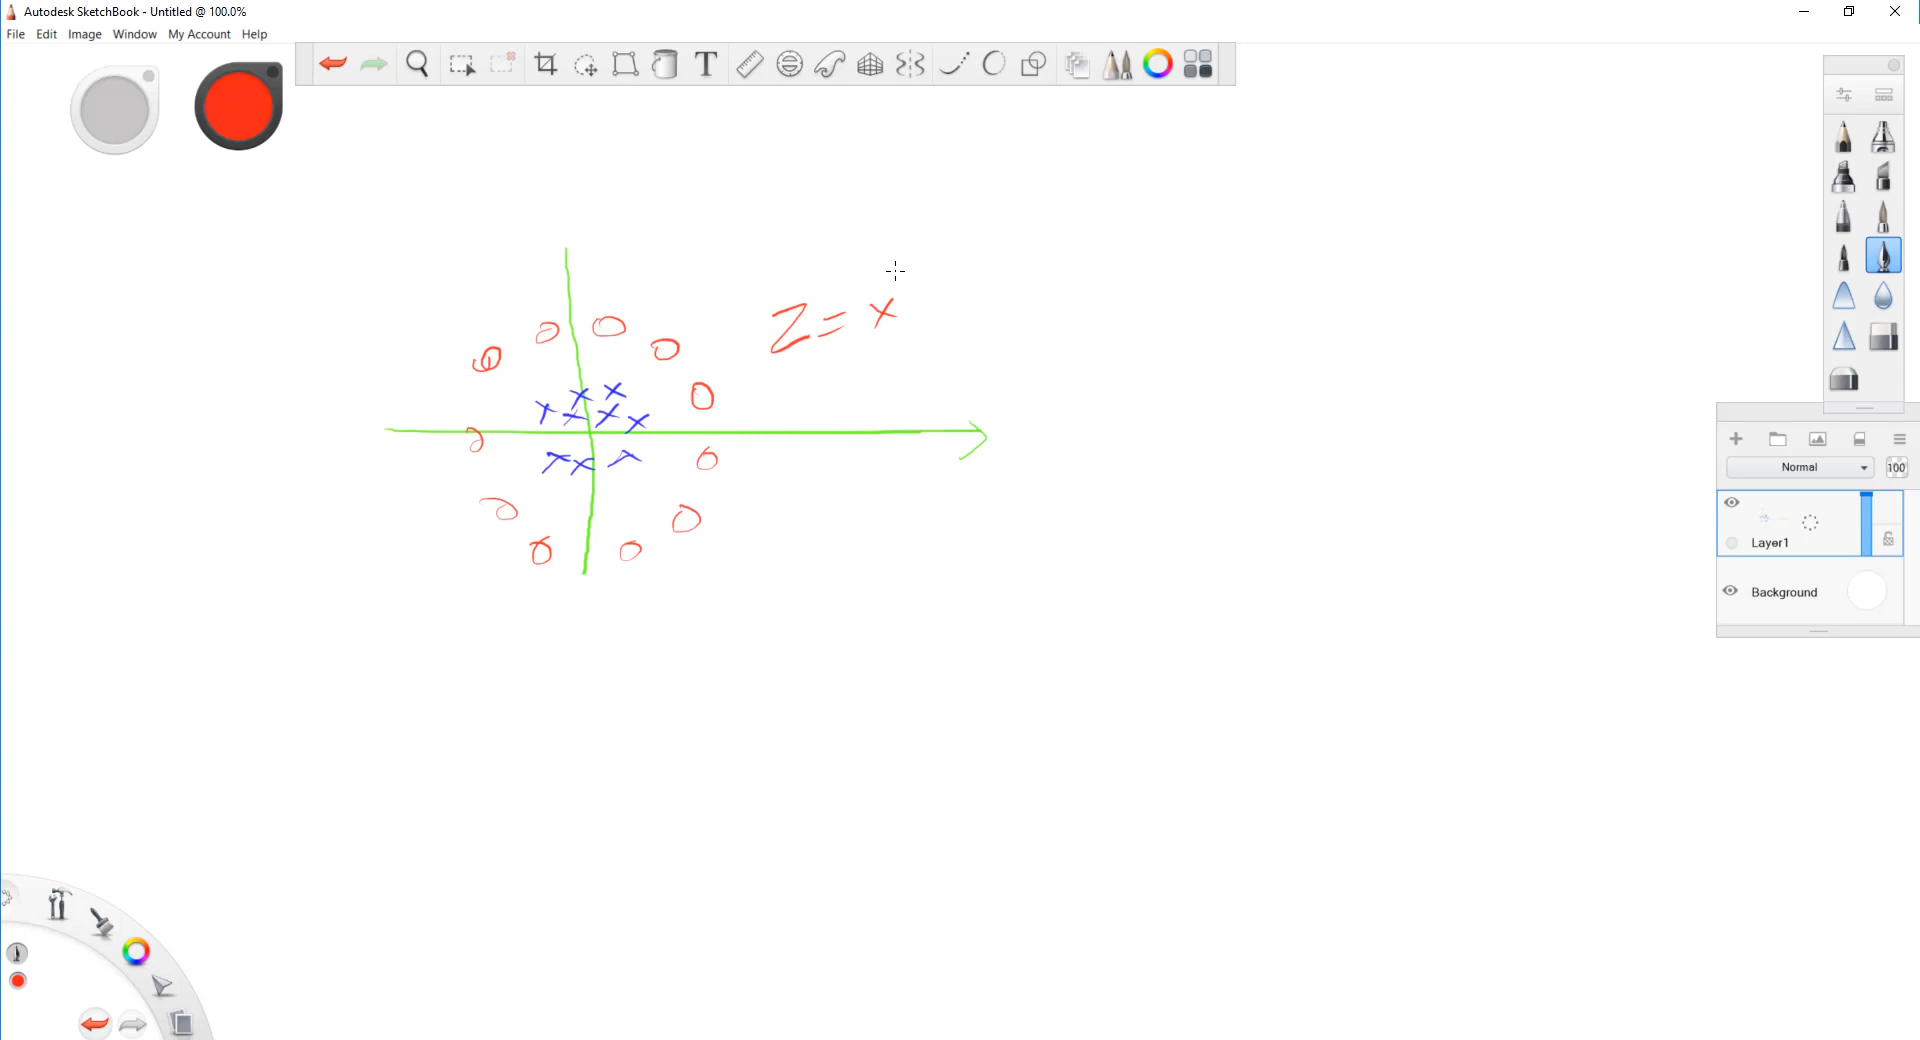 Autodesk SketchBook - Untitled @ 100.0%
File Edit Image Window My Account Help
T
Z = x
Normal 100
Layer1
Background